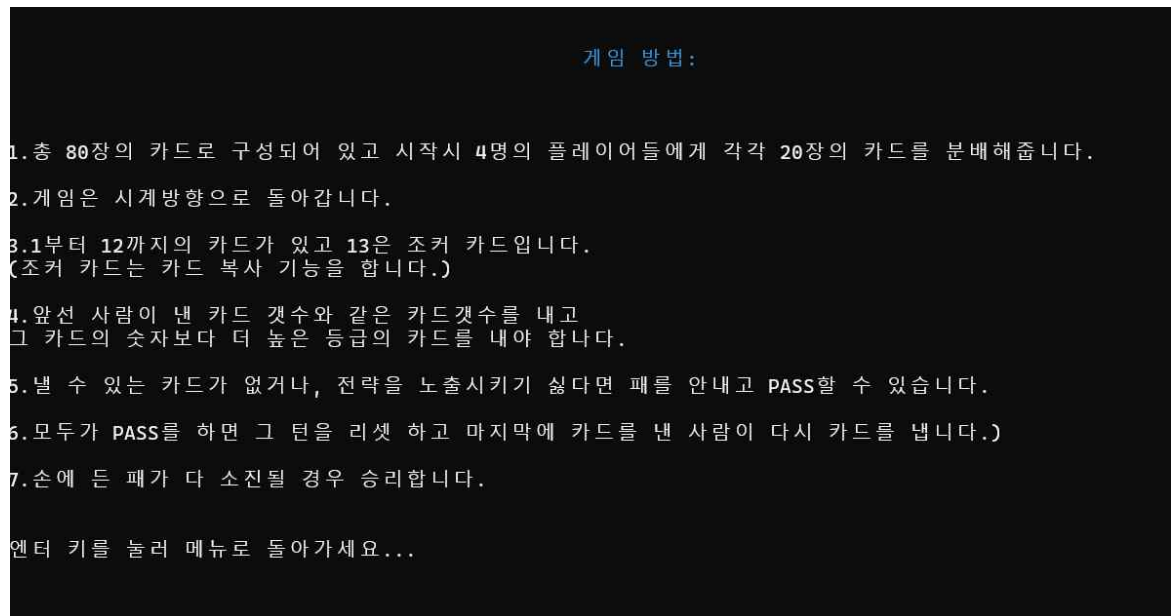 게임 방법:
1.총 80장의 카드로 구성되어 있고 시작시 4명의 플레이어들에게 각각 20장의 카드를 분배해줍니다.
2.게임은 시계방향으로 돌아갑니다.
3.1부터 12까지의 카드가 있고 13은 조커 카드입니다.
(조커 카드는 카드 복사 기능을 합니다.)
4.앞선 사람이 낸 카드 갯수와 같은 카드갯수를 내고
그 카드의 숫자보다 더 높은 등급의 카드를 내야 합나다.
5.낼 수 있는 카드가 없거나, 전략을 노출시키기 싫다면 패를 안내고 PASS할 수 있습니다.
6.모두가 PASS를 하면 그 턴을 리셋 하고 마지막에 카드를 낸 사람이 다시 카드를 냅니다.)
7.손에 든 패가 다 소진될 경우 승리합니다.
엔터 키를 눌러 메뉴로 돌아가세요...